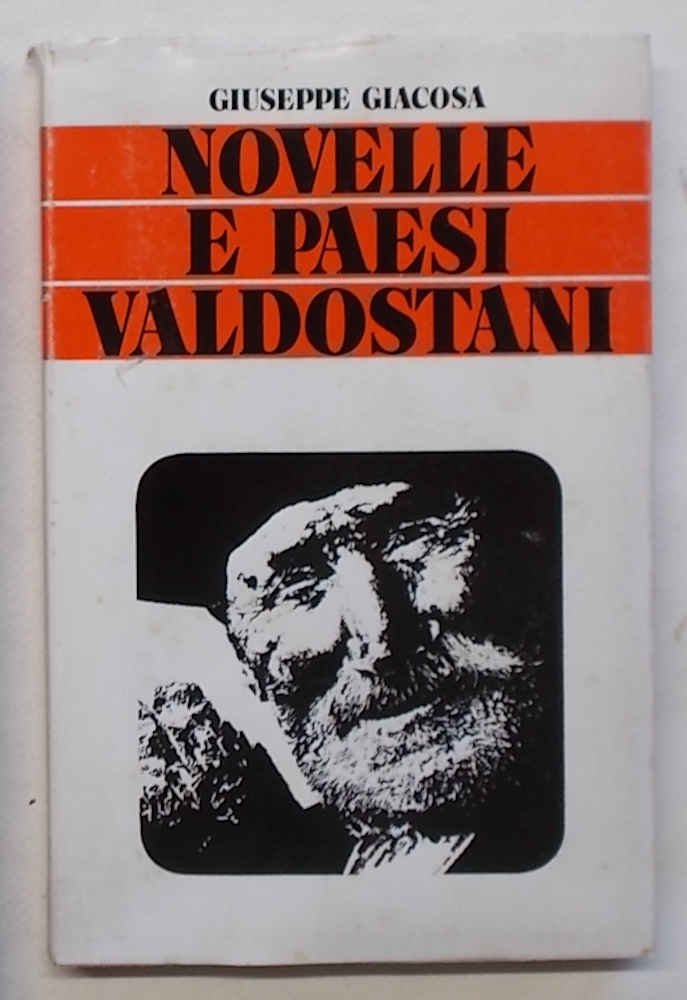 GIUSEPPE GIACOSA
NOVELLE
E PAESI
VALDOSTANI